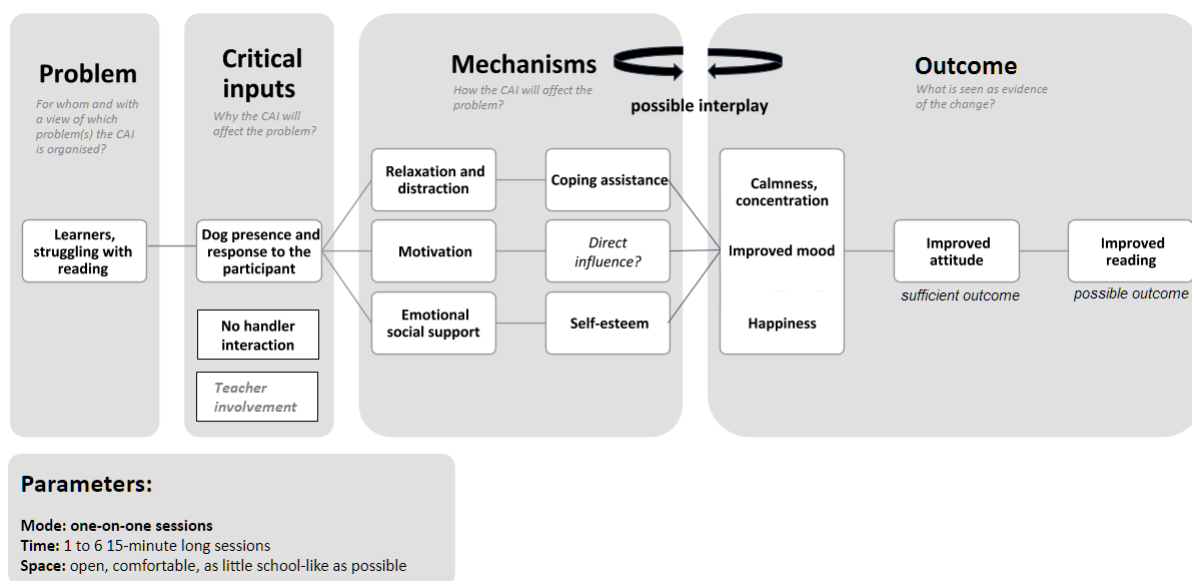 Problem
For whom and with
a view of which
problem(s) the CAI
is organised?
Learners,
struggling with
reading
Critical
inputs
Why the CAI will
affect the problem?
Dog presence and
response to the
participant
No handler
interaction
Teacher
involvement
Mechanisms
How the CAI will affect the
problem?
possible interplay
Relaxation and
distraction
Coping assistance
Motivation
Direct
influence?
Emotional
social support
Self-esteem
Outcome
What is seen as evidence
of the change?
Calmness,
concentration
Improved mood
Happiness
Improved
attitude
sufficient outcome
Improved
reading
possible outcome
Parameters:
Mode: one-on-one sessions
Time: 1 to 6 15-minute long sessions
Space: open, comfortable, as little school-like as possible